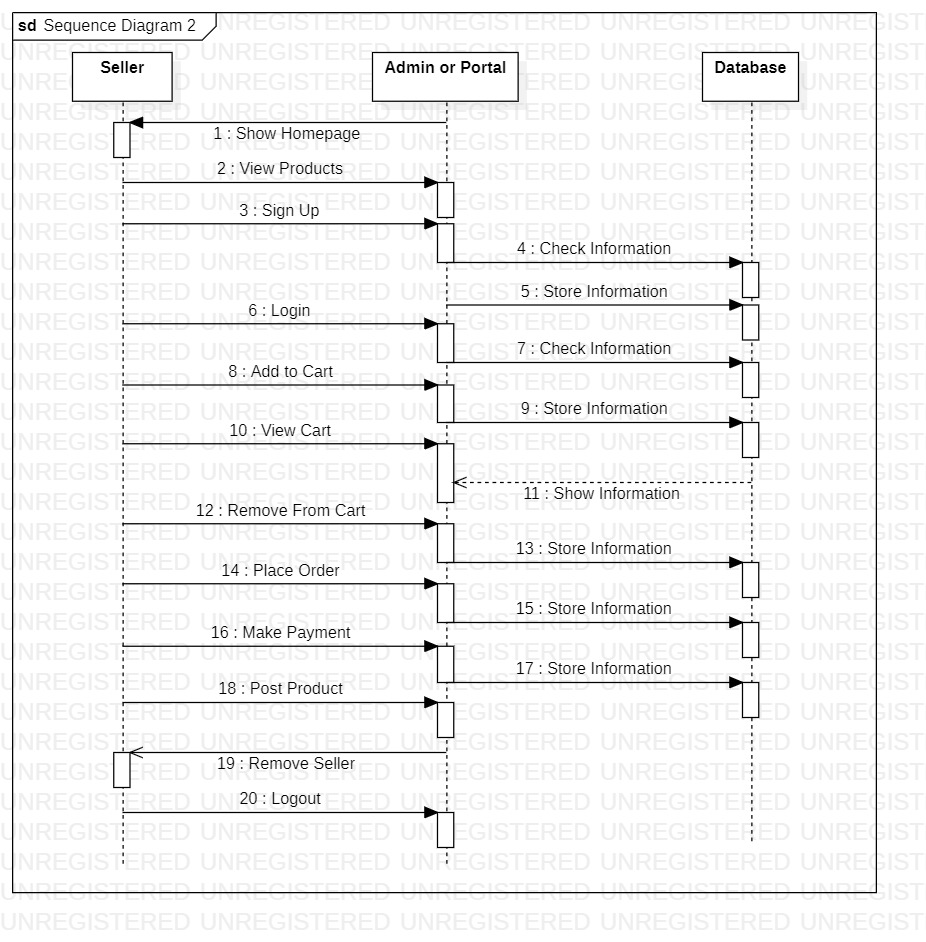 sd Sequence Diagram 2
Seller
Admin or Portal
Database
1 : Show Homepage
2 : View Products
3 : Sign Up
4 : Check Information
5 : Store Information
6 : Login
7 : Check Information
8 : Add to Cart
9 : Store Information
10 : View Cart
11 : Show Information
12 : Remove From Cart
13 : Store Information
14 : Place Order
15 : Store Information
16 : Make Payment
17 : Store Information
18 : Post Product
19 : Remove Seller
20 : Logout
UNREGISTERED